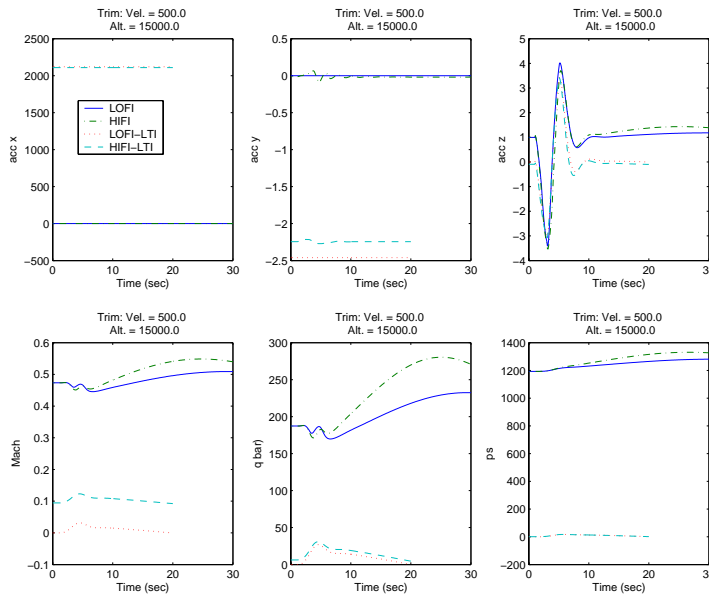 Trim: Vel. = 500.0
Alt. = 15000.0
2500
2000
1500
1000
500
0
−500
acc x
0
10
20
30
Time (sec)
LOFI
HIFI
LOFI−LTI
HIFI−LTI
Trim: Vel. = 500.0
Alt. = 15000.0
0.5
0
−0.5
−1
−1.5
−2
−2.5
acc y
0
10
20
30
Time (sec)
Trim: Vel. = 500.0
Alt. = 15000.0
5
4
3
2
1
0
−1
−2
−3
−4
acc z
0
10
20
30
Time (sec)
Trim: Vel. = 500.0
Alt. = 15000.0
0.6
0.5
0.4
0.3
0.2
0.1
0
−0.1
Mach
0
10
20
30
Time (sec)
Trim: Vel. = 500.0
Alt. = 15000.0
300
250
200
150
100
50
0
q bar)
0
10
20
30
Time (sec)
Trim: Vel. = 500.0
Alt. = 15000.0
1400
1200
1000
800
600
400
200
0
−200
ps
0
10
20
30
Time (sec)